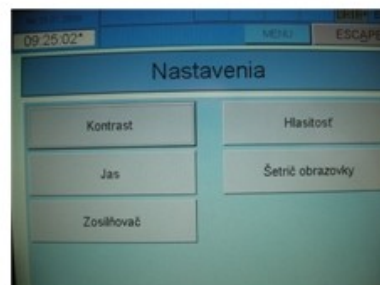 09:25:02*
MENU
ESCAPE
Nastavenia
Kontrast
Hlasitosť
Jas
Šetrič obrazovky
Zosilňovač